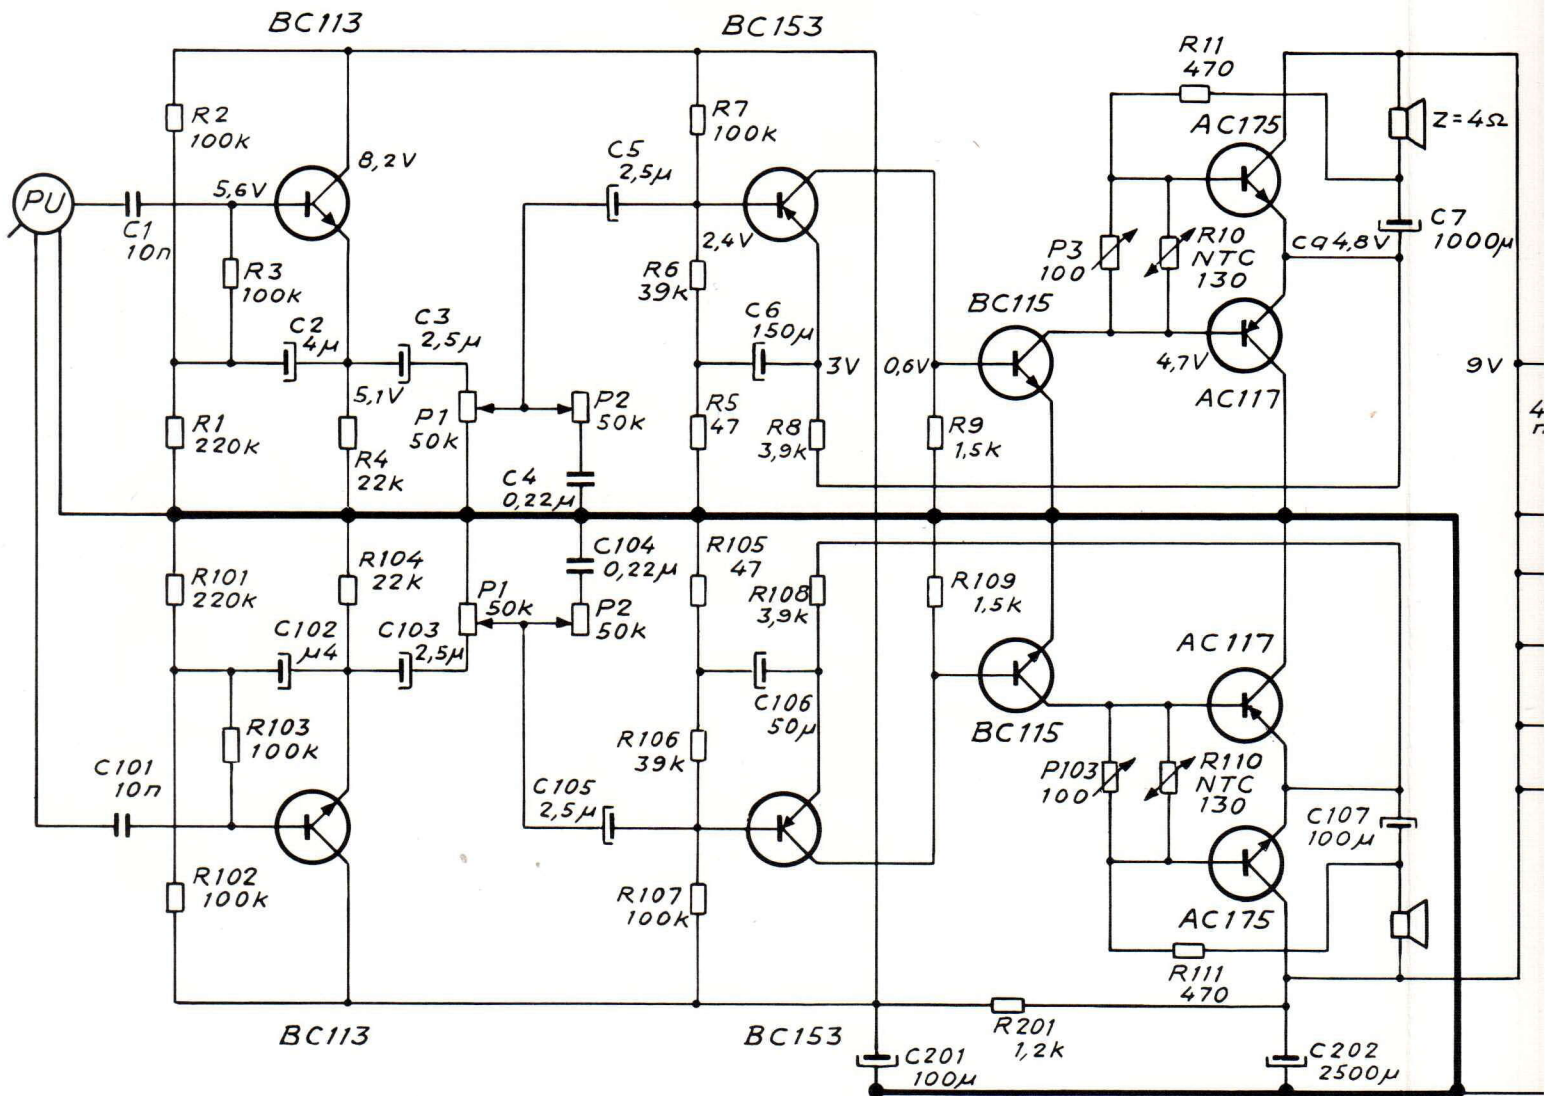 BC113
BC153
R11
470
R2
100k
R7
100k
AC175
Z=4Ω
8,2V
C5
2,5μ
PU
5,6V
C1
10n
C7
1000μ
2,4V
R3
100k
R6
39k
P3
100
R10
NTC
130
ca4,8V
C2
4μ
C3
2,5μ
C6
150μ
BC115
5,1V
3V
0,6V
4,7V
9V
R1
220k
P1
50k
P2
50k
R5
47
R8
3,9k
R9
1,5k
AC117
R4
22k
C4
0,22μ
R101
220k
R104
22k
C104
0,22μ
R105
47
R108
3,9k
R109
1,5k
P1
50k
P2
50k
C102
μ4
C103
2,5μ
AC117
C106
50μ
BC115
R103
100k
R106
39k
C101
10n
C105
2,5μ
P103
100
R110
NTC
130
C107
100μ
R102
100k
R107
100k
AC175
R111
470
BC113
BC153
R201
1,2k
C201
100μ
C202
2500μ